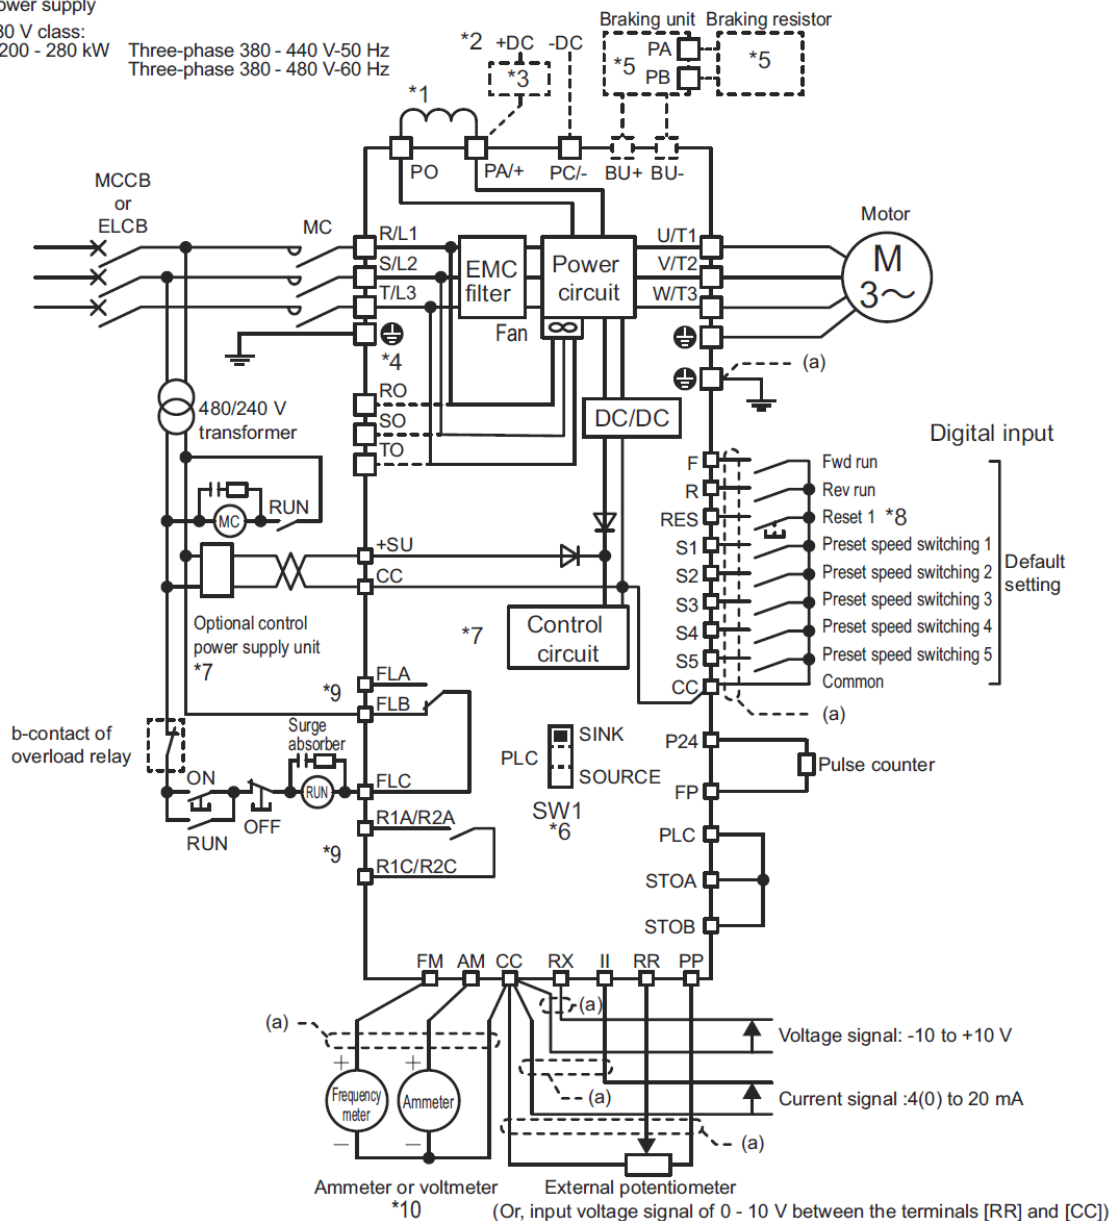 ower supply
30 V class:
200 - 280 kW Three-phase 380 - 440 V-50 Hz
Three-phase 380 - 480 V-60 Hz
*1
*2 +DC -DC
*3
Braking unit Braking resistor
*5 PA
PB
*5
PO PA/+ PC/- BU+ BU-
MCCB
or
ELCB
MC
R/L1
S/L2
T/L3
*4
EMC
filter
Power
circuit
Fan
U/T1
V/T2
W/T3
Motor
M
3～
(a)
RO
SO
TO
480/240 V
transformer
DC/DC
MC
RUN
+SU
CC
Optional control
power supply unit
*7
*7
Control
circuit
Digital input
F Fwd run
R Rev run
RES Reset 1 *8
S1 Preset speed switching 1
S2 Preset speed switching 2
S3 Preset speed switching 3
S4 Preset speed switching 4
S5 Preset speed switching 5
CC Common
Default
setting
(a)
*9
FLA
FLB
FLC
b-contact of
overload relay
Surge
absorber
ON
RUN
OFF
RUN
*9
R1A/R2A
R1C/R2C
PLC
SINK
SOURCE
SW1
*6
P24
FP
Pulse counter
PLC
STOA
STOB
FM AM CC RX II RR PP
(a)
(a)
Voltage signal: -10 to +10 V
(a)
Current signal :4(0) to 20 mA
(a)
+ +
Frequency
meter
Ammeter
− −
Ammeter or voltmeter
*10
External potentiometer
(Or, input voltage signal of 0 - 10 V between the terminals [RR] and [CC])